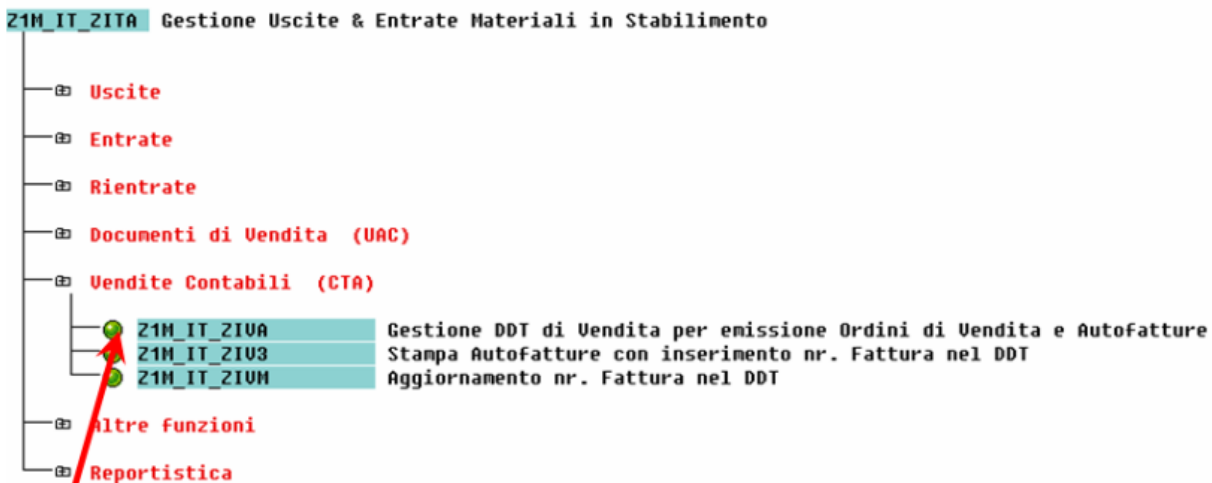 Z1M_IT_ZITA Gestione Uscite & Entrate Materiali in Stabilimento
Uscite
Entrate
Rientrate
Documenti di Vendita (UAC)
Vendite Contabili (CTA)
Z1M_IT_ZIVA Gestione DDT di Vendita per emissione Ordini di Vendita e Autofatture
Z1M_IT_ZIV3 Stampa Autofatture con inserimento nr. Fattura nel DDT
Z1M_IT_ZIVM Aggiornamento nr. Fattura nel DDT
Altre funzioni
Reportistica